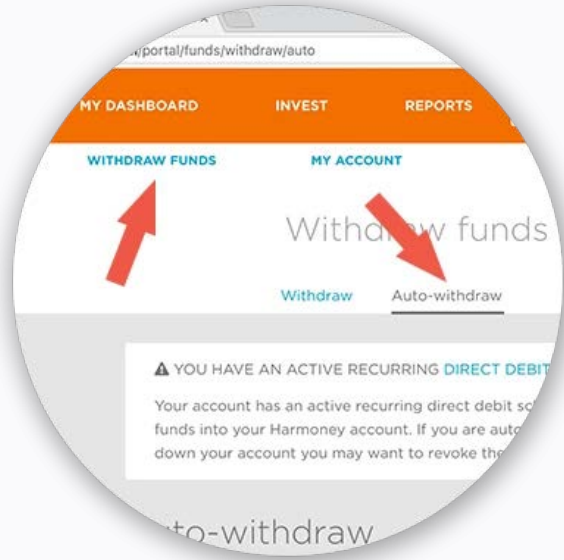 /portal/funds/withdraw/auto
MY DASHBOARD INVEST REPORTS
WITHDRAW FUNDS MY ACCOUNT
Withdraw funds
Withdraw Auto-withdraw
YOU HAVE AN ACTIVE RECURRING DIRECT DEBIT
Your account has an active recurring direct debit
funds into your Harmoney account. If you are
down your account you may want to revoke
to-withdraw